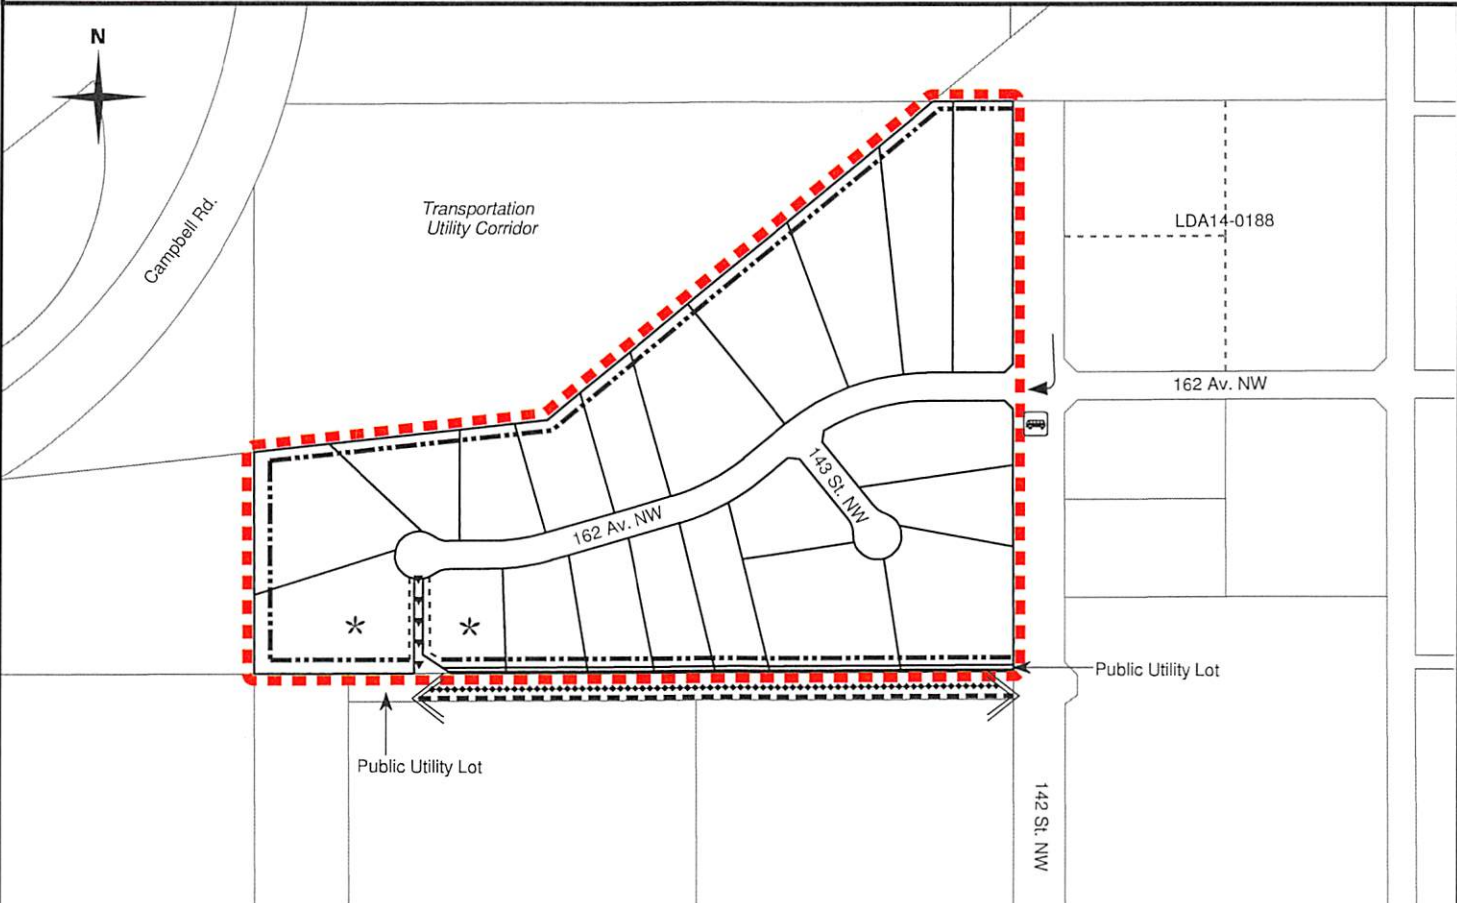 N
Campbell Rd.
Transportation
Utility Corridor
LDA14-0188
162 Av. NW
143 St. NW
162 Av. NW
Public Utility Lot
Public Utility Lot
142 St. NW